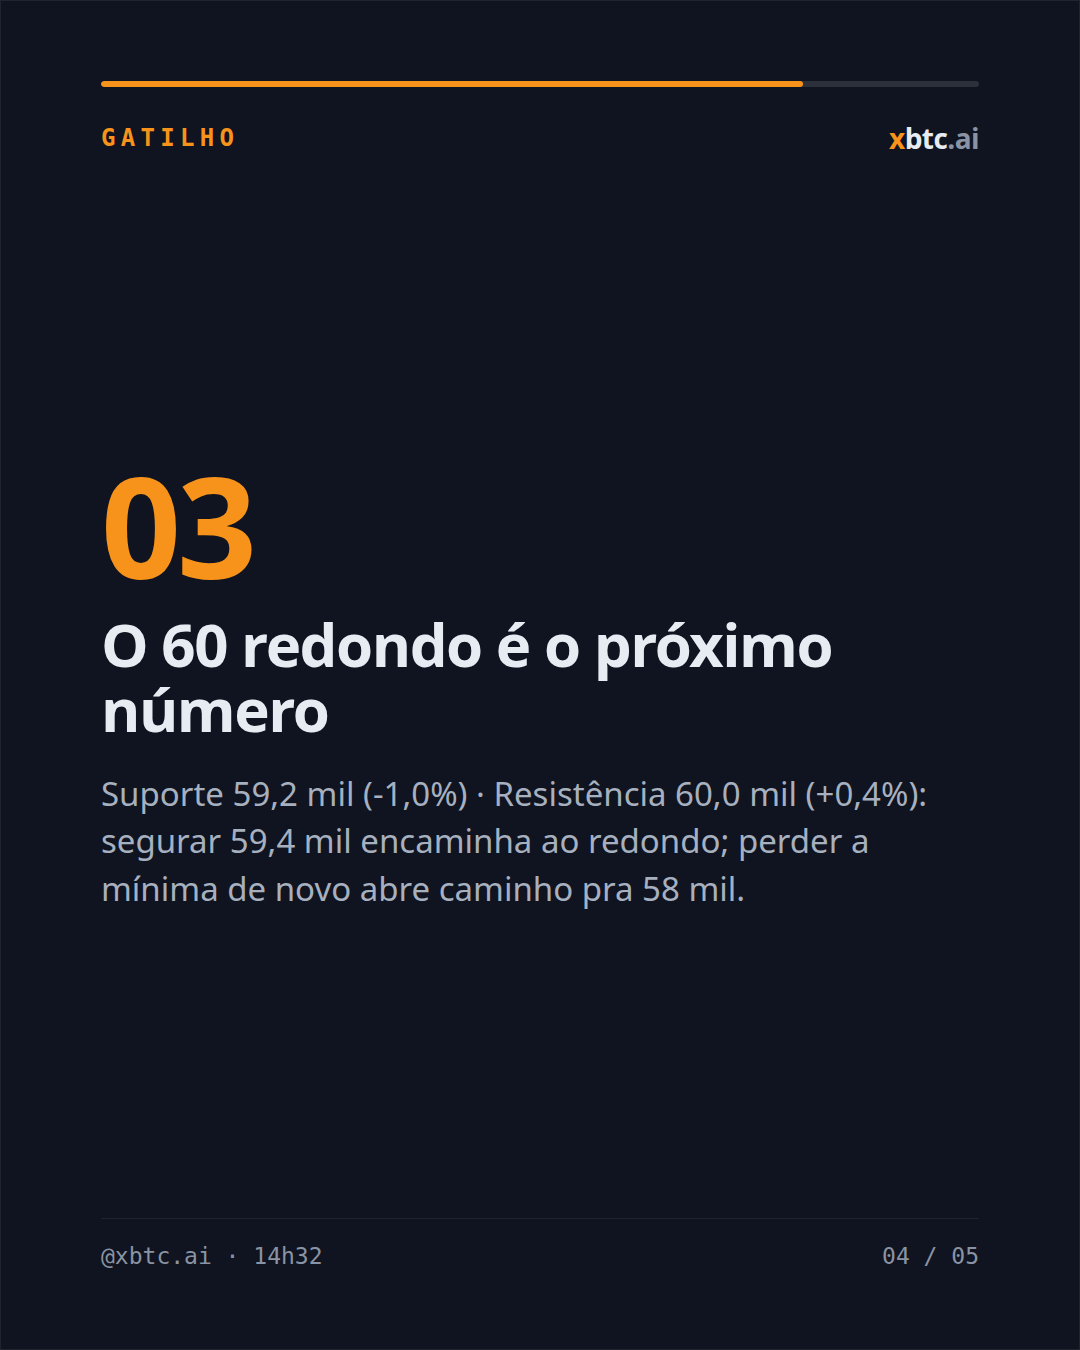 GATILHO
xbtc.ai
03
O 60 redondo é o próximo
número
Suporte 59,2 mil (-1,0%) · Resistência 60,0 mil (+0,4%):
segurar 59,4 mil encaminha ao redondo; perder a
mínima de novo abre caminho pra 58 mil.
@xbtc.ai · 14h32
04 / 05